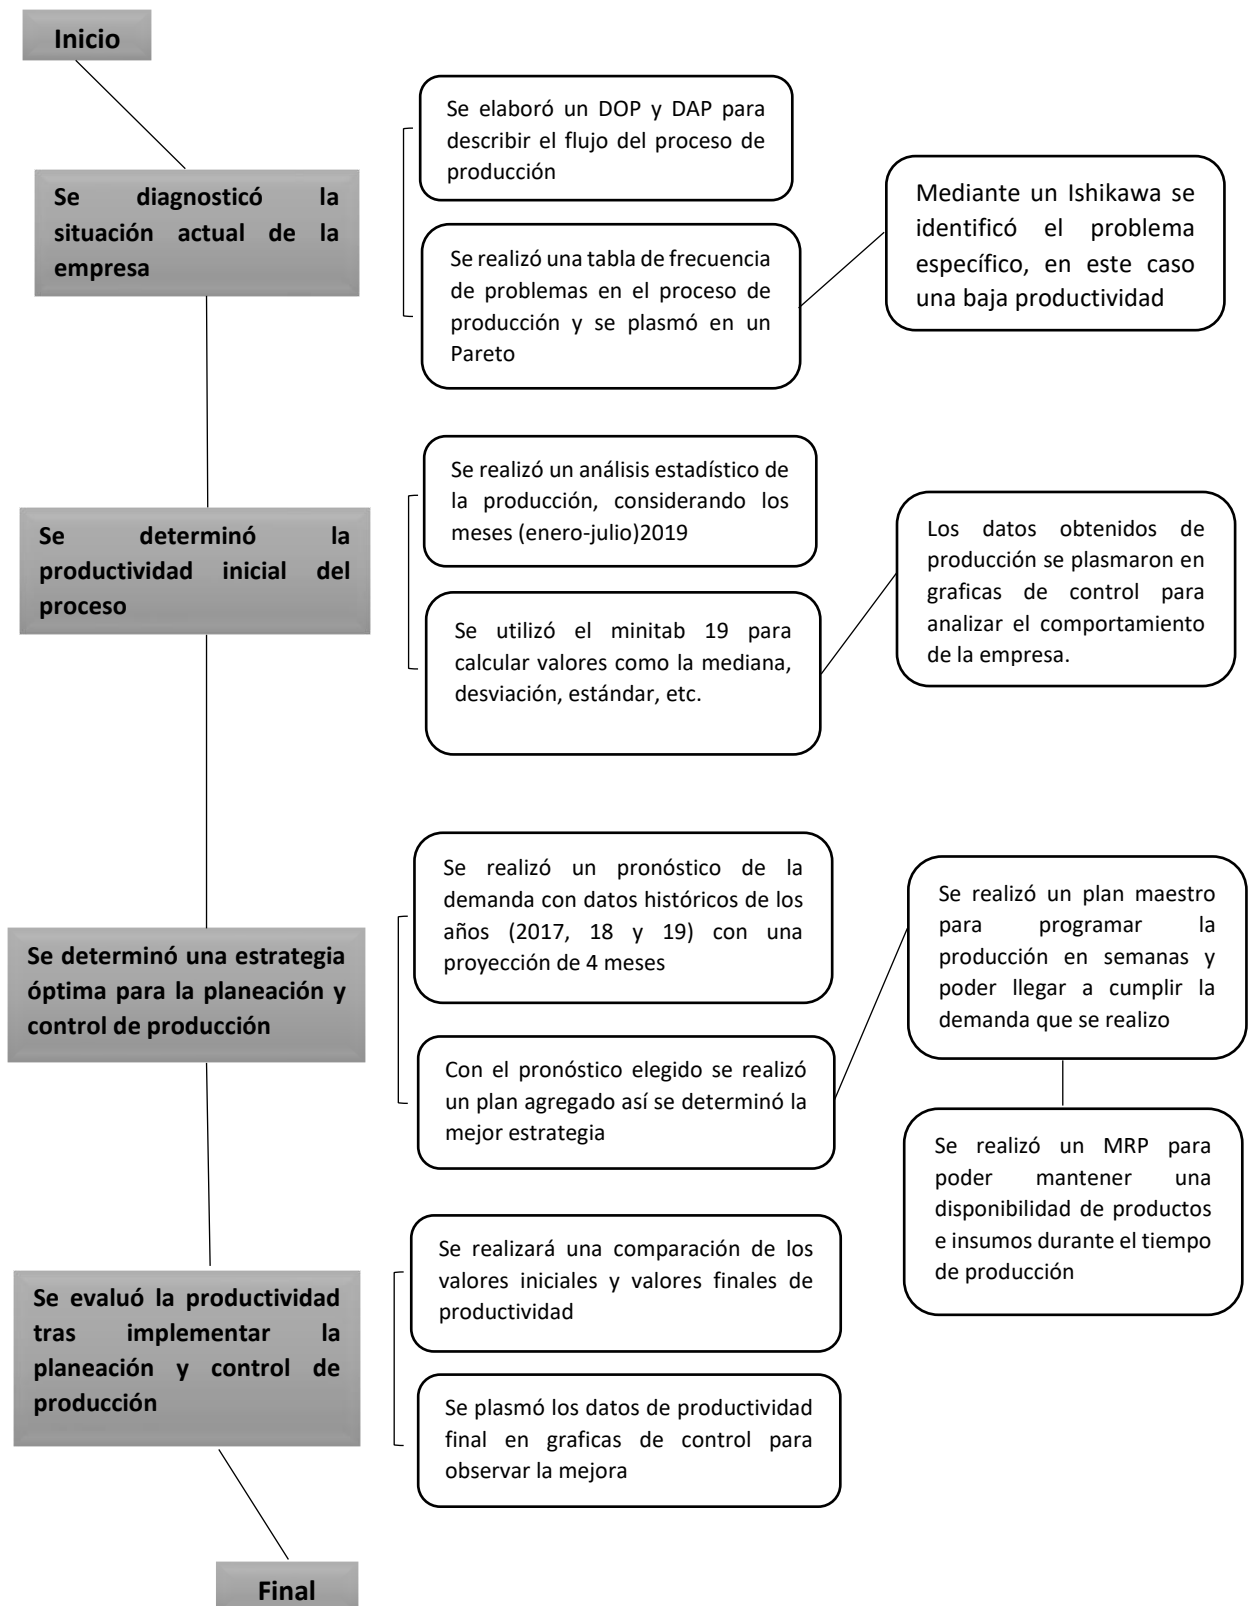 Inicio
Se diagnosticó la
situación actual de la
empresa
Se elaboró un DOP y DAP para
describir el flujo del proceso de
producción
Se realizó una tabla de frecuencia
de problemas en el proceso de
producción y se plasmó en un
Pareto
Mediante un Ishikawa se
identificó el problema
específico, en este caso
una baja productividad
Se determinó la
productividad inicial del
proceso
Se realizó un análisis estadístico de
la producción, considerando los
meses (enero-julio)2019
Se utilizó el minitab 19 para
calcular valores como la mediana,
desviación, estándar, etc.
Los datos obtenidos de
producción se plasmaron en
graficas de control para
analizar el comportamiento
de la empresa.
Se determinó una estrategia
óptima para la planeación y
control de producción
Se realizó un pronóstico de la
demanda con datos históricos de los
años (2017, 18 y 19) con una
proyección de 4 meses
Con el pronóstico elegido se realizó
un plan agregado así se determinó la
mejor estrategia
Se realizó un plan maestro
para programar la
producción en semanas y
poder llegar a cumplir la
demanda que se realizo
Se realizó un MRP para
poder mantener una
disponibilidad de productos
e insumos durante el tiempo
de producción
Se evaluó la productividad
tras implementar la
planeación y control de
producción
Se realizará una comparación de los
valores iniciales y valores finales de
productividad
Se plasmó los datos de productividad
final en graficas de control para
observar la mejora
Final